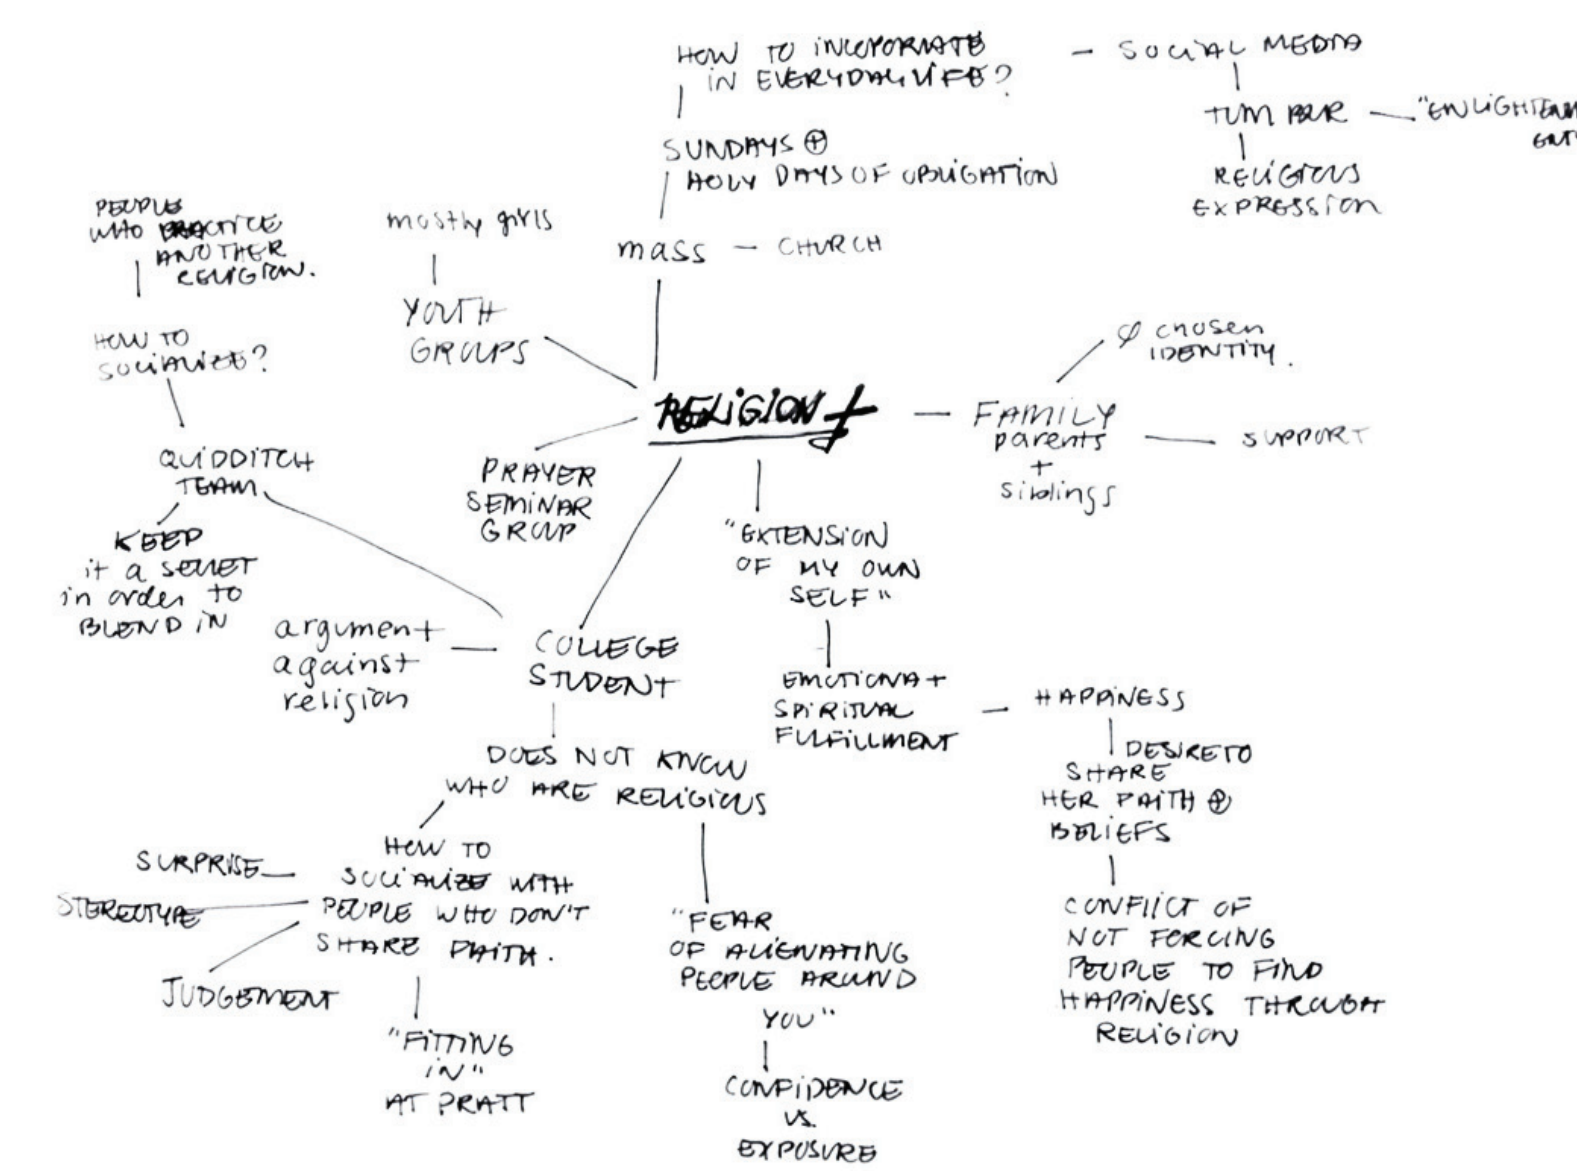 HOW TO INCORPORATE
IN EVERYDAY LIFE?
- SOCIAL MEDIA
TUMBLR - "ENLIGHTENM
RELIGIOUS
EXPRESSION
SUNDAYS +
HOLY DAYS OF OBLIGATION
mass - CHURCH
mostly girls
YOUTH
GROUPS
PEOPLE
WHO PRACTICE
ANOTHER
RELIGION.
HOW TO
SOCIALIZE?
QUIDDITCH
TEAM
KEEP
it a SECRET
in order to
BLEND IN
RELIGION
PRAYER
SEMINAR
GROUP
FAMILY
parents
+
siblings
chosen
IDENTITY.
SUPPORT
"EXTENSION
OF MY OWN
SELF"
EMOTIONA +
SPIRITUAL
FULFILLMENT
- HAPPINESS
DESIRE TO
SHARE
HER FAITH +
BELIEFS
CONFLICT OF
NOT FORCING
PEOPLE TO FIND
HAPPINESS THROUGH
RELIGION
COLLEGE
STUDENT
argument
against
religion
DOES NOT KNOW
WHO ARE RELIGIOUS
HOW TO
SOCIALIZE WITH
PEOPLE WHO DON'T
SHARE FAITH.
SURPRISE
STEREOTYPE
JUDGEMENT
"FITTING
IN"
AT PRATT
"FEAR
OF ALIENATING
PEOPLE AROUND
YOU"
CONFIDENCE
VS.
EXPOSURE